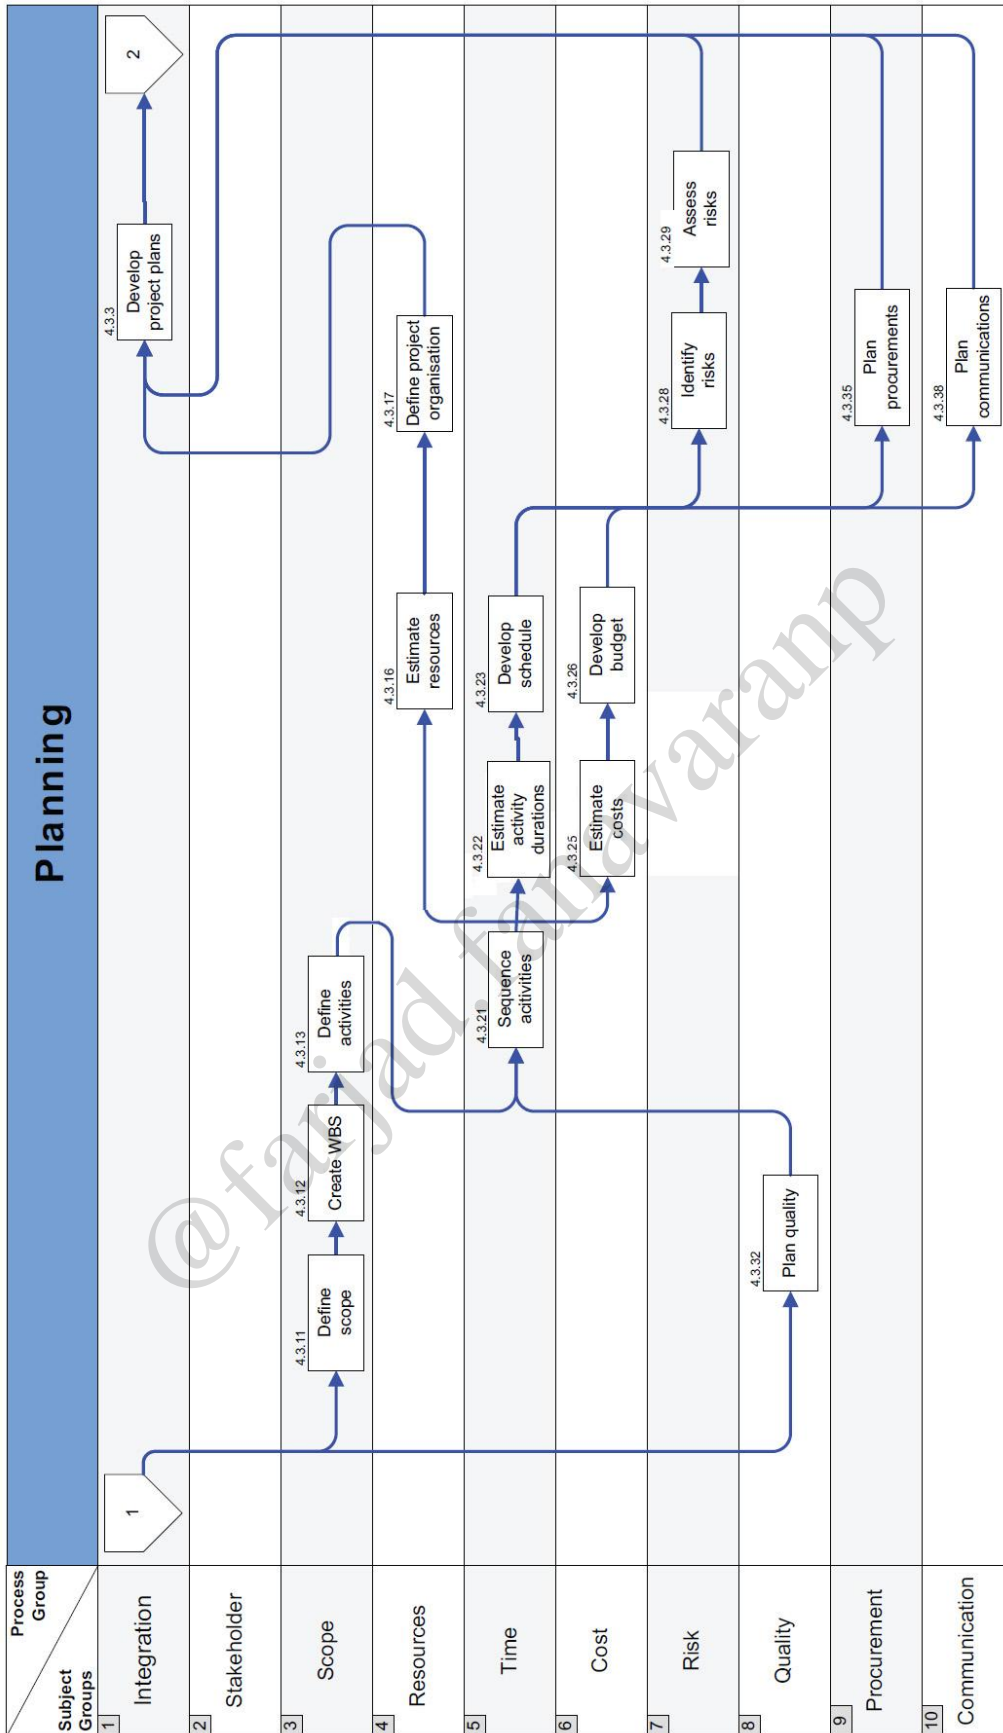 Planning
Process
Group
Subject
Groups
1
Integration
1
4.3.3
Develop
project plans
2
2
Stakeholder
3
Scope
4.3.11
Define
scope
4.3.12
Create WBS
4.3.13
Define
activities
4
Resources
4.3.16
Estimate
resources
4.3.17
Define project
organisation
5
Time
4.3.21
Sequence
acitivities
4.3.22
Estimate
activity
durations
4.3.23
Develop
schedule
6
Cost
4.3.25
Estimate
costs
4.3.26
Develop
budget
7
Risk
4.3.28
Identify
risks
4.3.29
Assess
risks
8
Quality
4.3.32
Plan quality
9
Procurement
4.3.35
Plan
procurements
10
Communication
4.3.38
Plan
communications
@farjad.fanavaranp